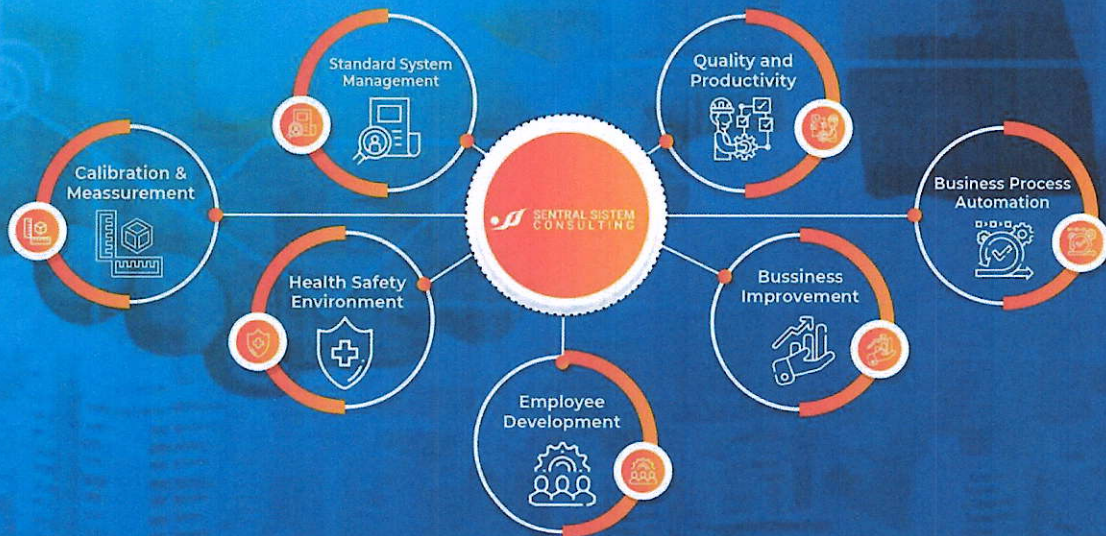 Standard System
Management
Quality and
Productivity
Calibration &
Meassurement
SENTRAL SISTEM
CONSULTING
Business Process
Automation
Health Safety
Environment
Bussiness
Improvement
Employee
Development